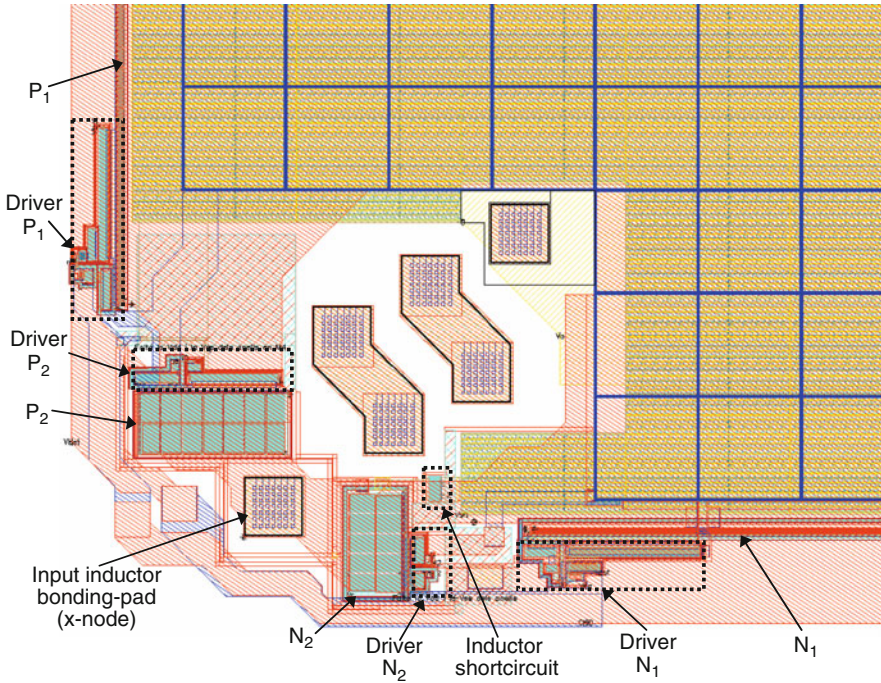 P1
Driver
P1
Driver
P2
P2
Input inductor
bonding-pad
(x-node)
N2
Driver
N2
Inductor
shortcircuit
Driver
N1
N1